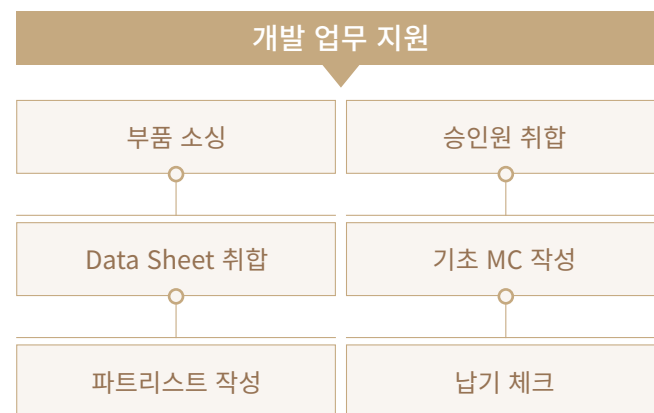 개발 업무 지원
부품 소싱
승인원 취합
Data Sheet 취합
기초 MC 작성
파트리스트 작성
납기 체크